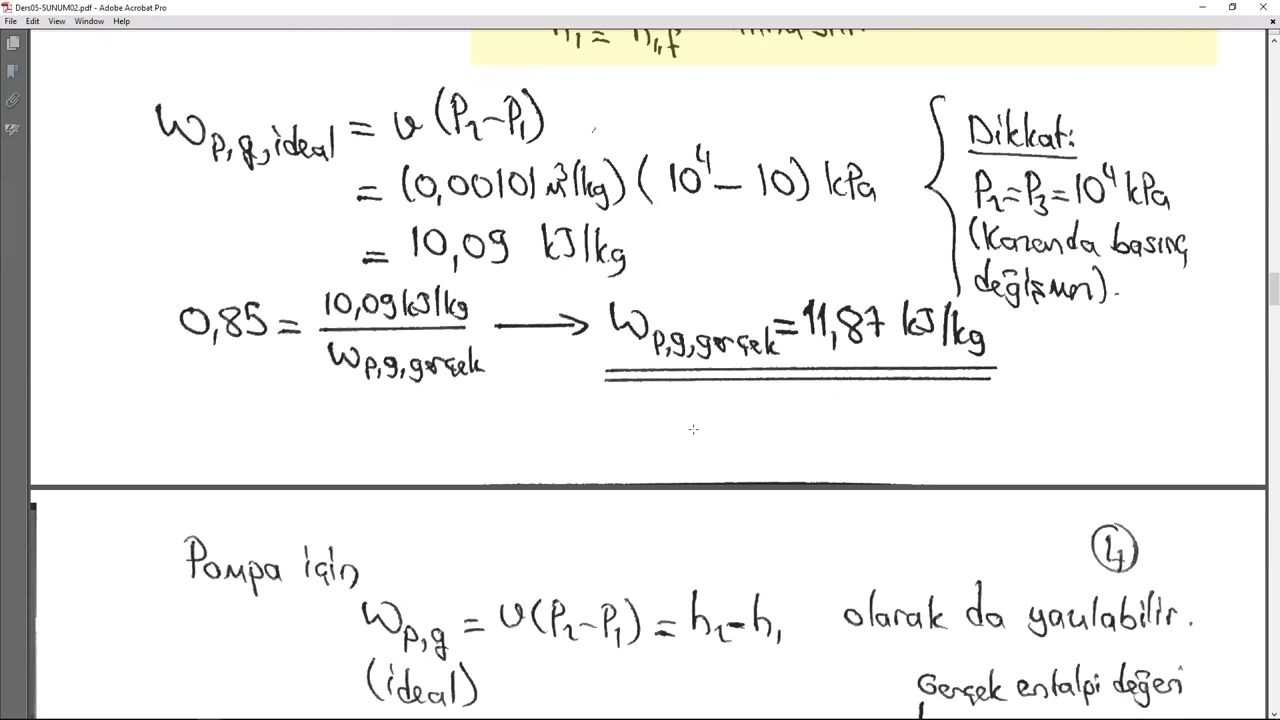 Ders05-SUNUM02.pdf - Adobe Acrobat Pro
File Edit View Window Help
h₁ = h₁,f
W_p,g,ideal = v (P₂-P₁)
= (0,00101 m³/kg) (10⁴ - 10) kPa
= 10,09 kJ/kg
Dikkat:
P₂=P₃=10⁴ kPa
(Kazanda basınç
değişmer).
0,85 = 10,09 kJ/kg / W_p,g,gerçek → W_p,g,gerçek = 11,87 kJ/kg
4
Pompa için
W_p,g = v(P₂-P₁) = h₂-h₁ olarak da yazılabilir.
(ideal)
Gerçek entalpi değeri